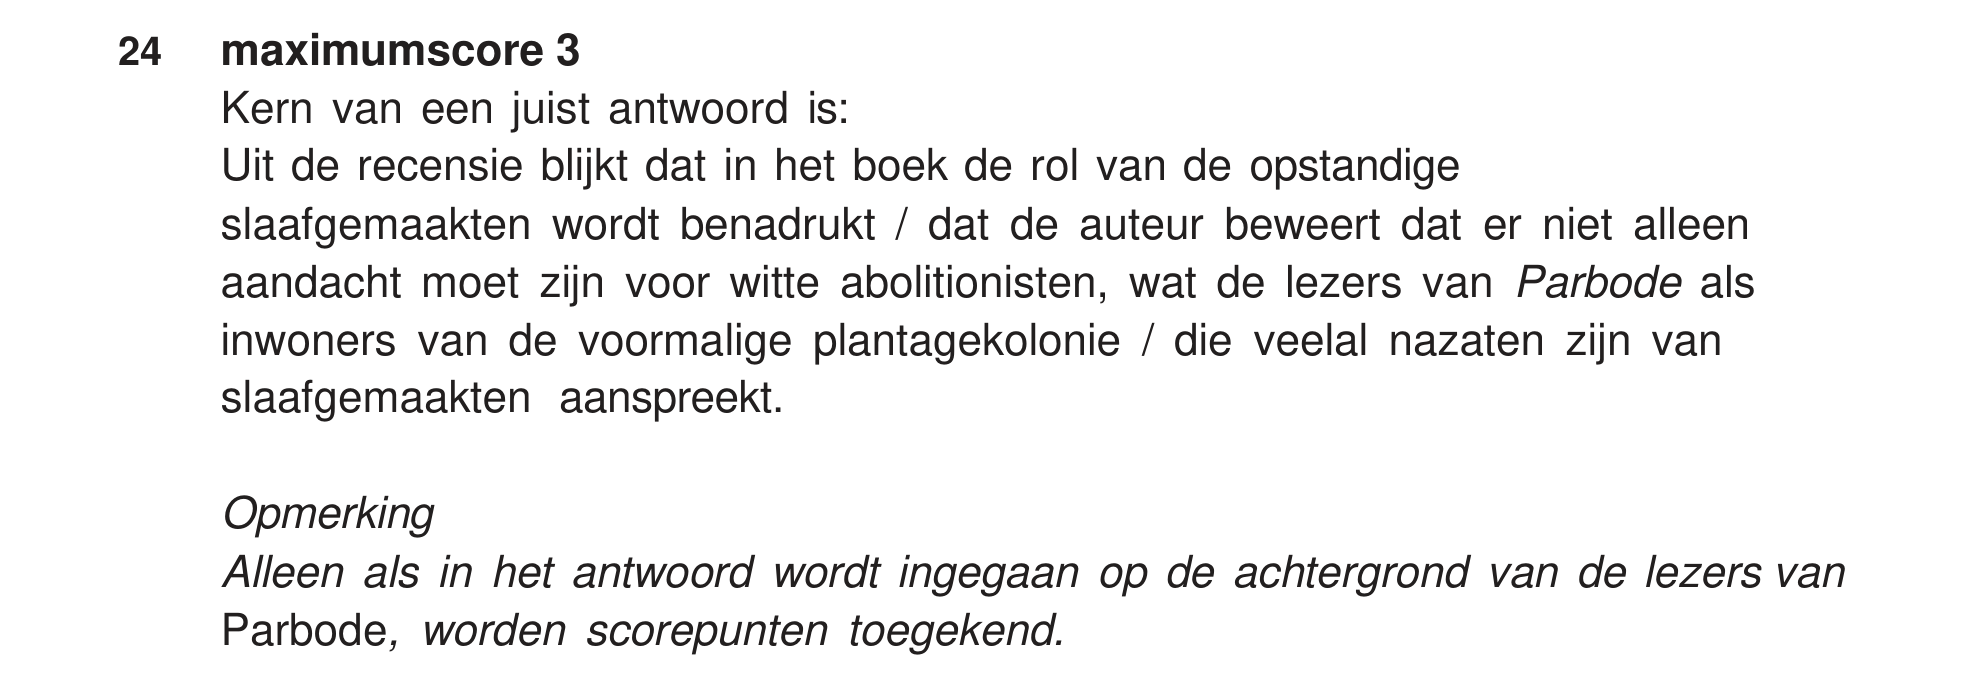 24 maximumscore 3
Kern van een juist antwoord is:
Uit de recensie blijkt dat in het boek de rol van de opstandige
slaafgemaakten wordt benadrukt / dat de auteur beweert dat er niet alleen
aandacht moet zijn voor witte abolitionisten, wat de lezers van Parbode als
inwoners van de voormalige plantagekolonie / die veelal nazaten zijn van
slaafgemaakten aanspreekt.
Opmerking
Alleen als in het antwoord wordt ingegaan op de achtergrond van de lezers van
Parbode, worden scorepunten toegekend.